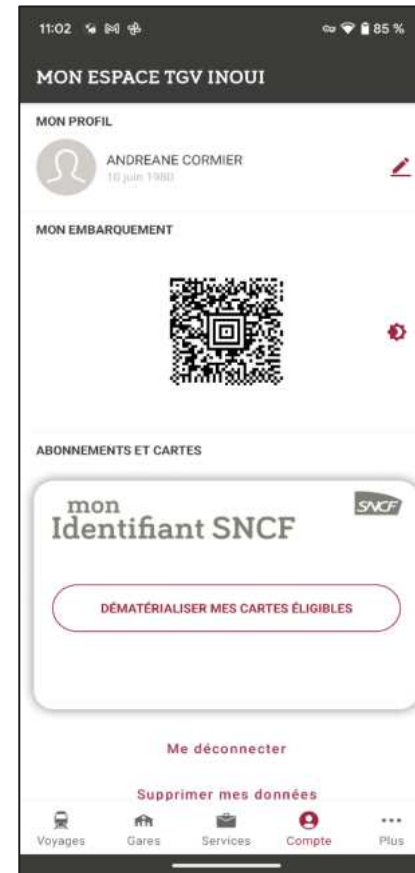 11:02
85 %
MON ESPACE TGV INOUI
MON PROFIL
ANDREANE CORMIER
10 juin 1980
MON EMBARQUEMENT
ABONNEMENTS ET CARTES
mon
Identifiant SNCF
SNCF
DÉMATÉRIALISER MES CARTES ÉLIGIBLES
Me déconnecter
Supprimer mes données
Voyages
Gares
Services
Compte
Plus